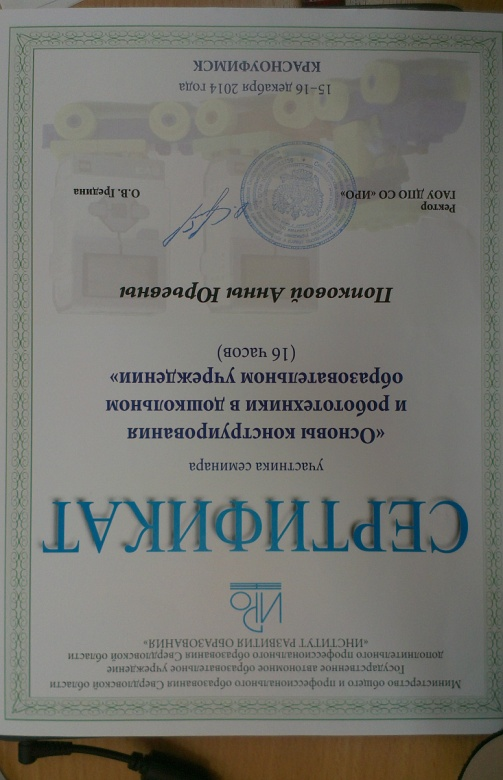 Министерство общего и профессионального образования Свердловской области
Государственное автономное образовательное учреждение
дополнительного профессионального образования Свердловской области
«ИНСТИТУТ РАЗВИТИЯ ОБРАЗОВАНИЯ»
ИРО
СЕРТИФИКАТ
участника семинара
«Основы конструирования
и робототехники в дошкольном
образовательном учреждении»
(16 часов)
Попковой Анны Юрьевны
Ректор
ГАОУ ДПО СО «ИРО»
О.В. Гредина
15-16 декабря 2014 года
КРАСНОУФИМСК